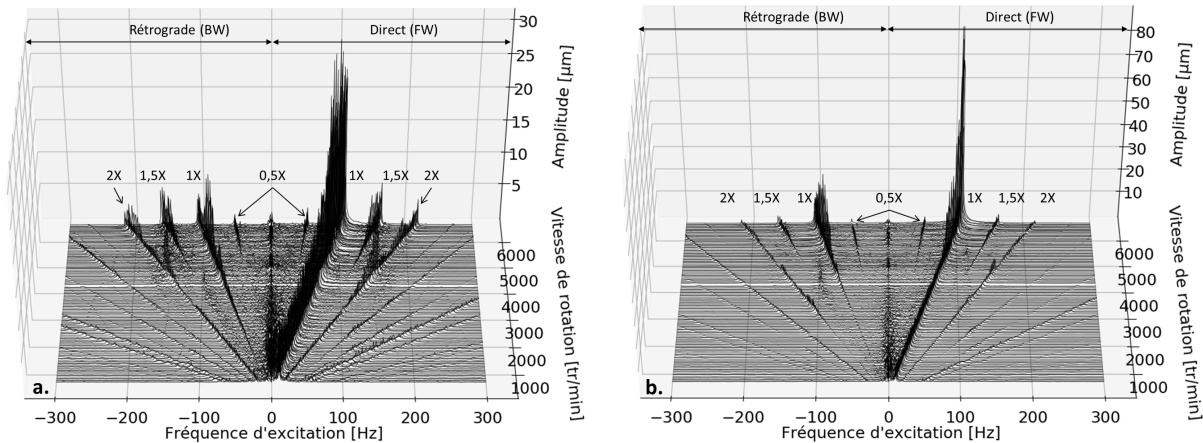 Rétrograde (BW) Direct (FW)
30
25
20
15
10
5
Amplitude [µm]
2X 1,5X 1X 0,5X 1X 1,5X 2X
6000
5000
4000
3000
2000
1000
Vitesse de rotation [tr/min]
a.
−300 −200 −100 0 100 200 300
Fréquence d'excitation [Hz]
Rétrograde (BW) Direct (FW)
80
70
60
50
40
30
20
10
Amplitude [µm]
2X 1,5X 1X 0,5X 1X 1,5X 2X
6000
5000
4000
3000
2000
1000
Vitesse de rotation [tr/min]
b.
−300 −200 −100 0 100 200 300
Fréquence d'excitation [Hz]